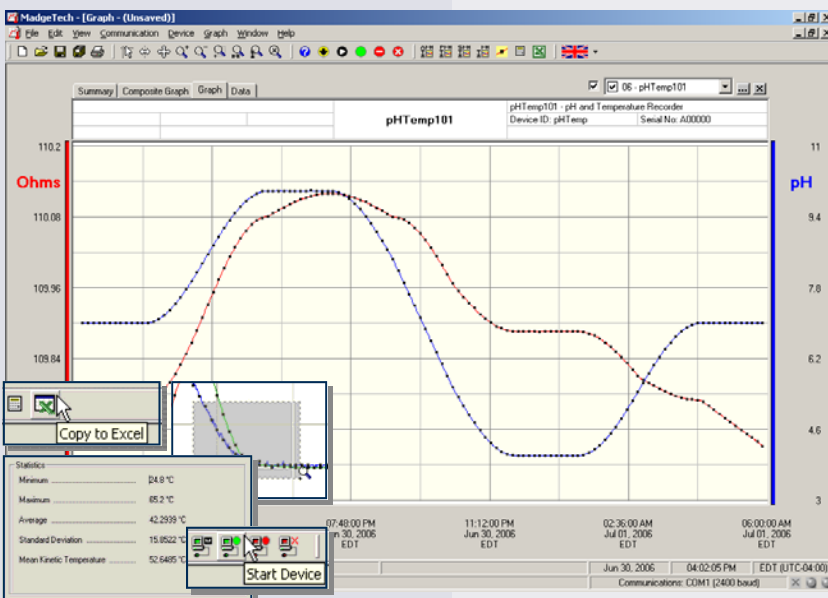 MadgeTech - [Graph - (Unsaved)]
File Edit View Communication Device Graph Window Help
Summary Composite Graph Graph Data
06 - pHTemp101
pHTemp101
pHTemp101 - pH and Temperature Recorder
Device ID: pHTemp Serial No: A00000
110.2
Ohms
110.08
109.96
109.84
11
pH
9.4
7.8
6.2
4.6
3
Copy to Excel
Statistics
Minimum 24.8 °C
Maximum 65.2 °C
Average 42.2939 °C
Standard Deviation 15.8522 °C
Mean Kinetic Temperature 52.6485 °C
Start Device
07:48:00 PM 11:12:00 PM 02:36:00 AM 06:00:00 AM
30, 2006 Jun 30, 2006 Jul 01, 2006 Jul 01, 2006
EDT EDT EDT EDT
Jun 30, 2006 04:02:05 PM EDT (UTC-04:00)
Communications: COM1 (2400 baud)